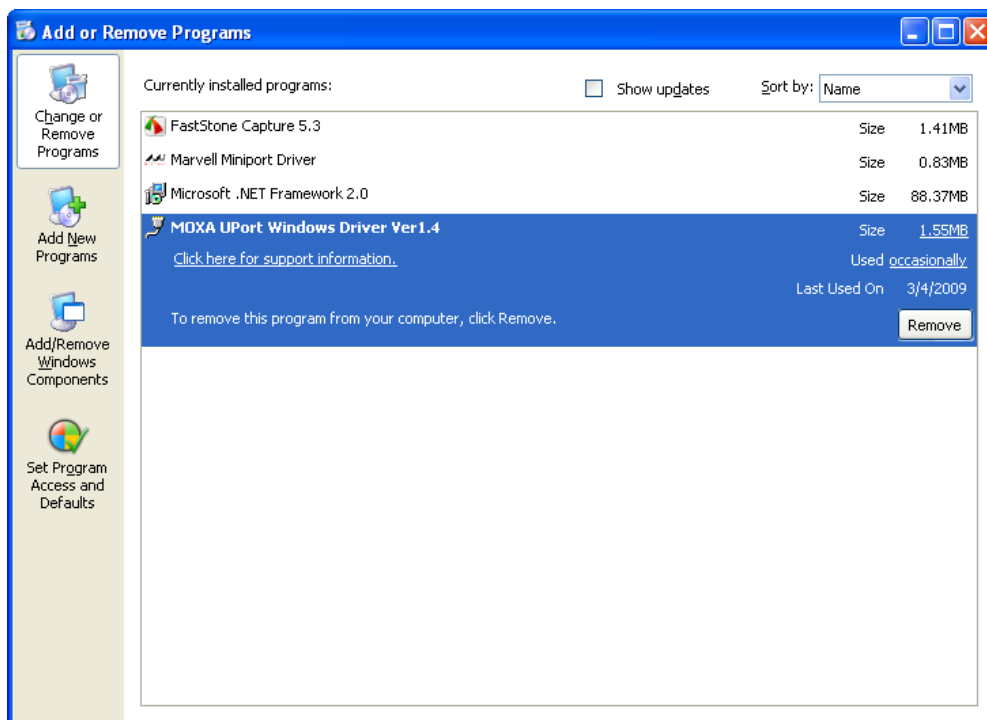 Add or Remove Programs
Change or
Remove
Programs
Add New
Programs
Add/Remove
Windows
Components
Set Program
Access and
Defaults
Currently installed programs:
Show updates
Sort by: Name
FastStone Capture 5.3 Size 1.41MB
Marvell Miniport Driver Size 0.83MB
Microsoft .NET Framework 2.0 Size 88.37MB
MOXA UPort Windows Driver Ver1.4 Size 1.55MB
Click here for support information. Used occasionally
Last Used On 3/4/2009
To remove this program from your computer, click Remove. Remove